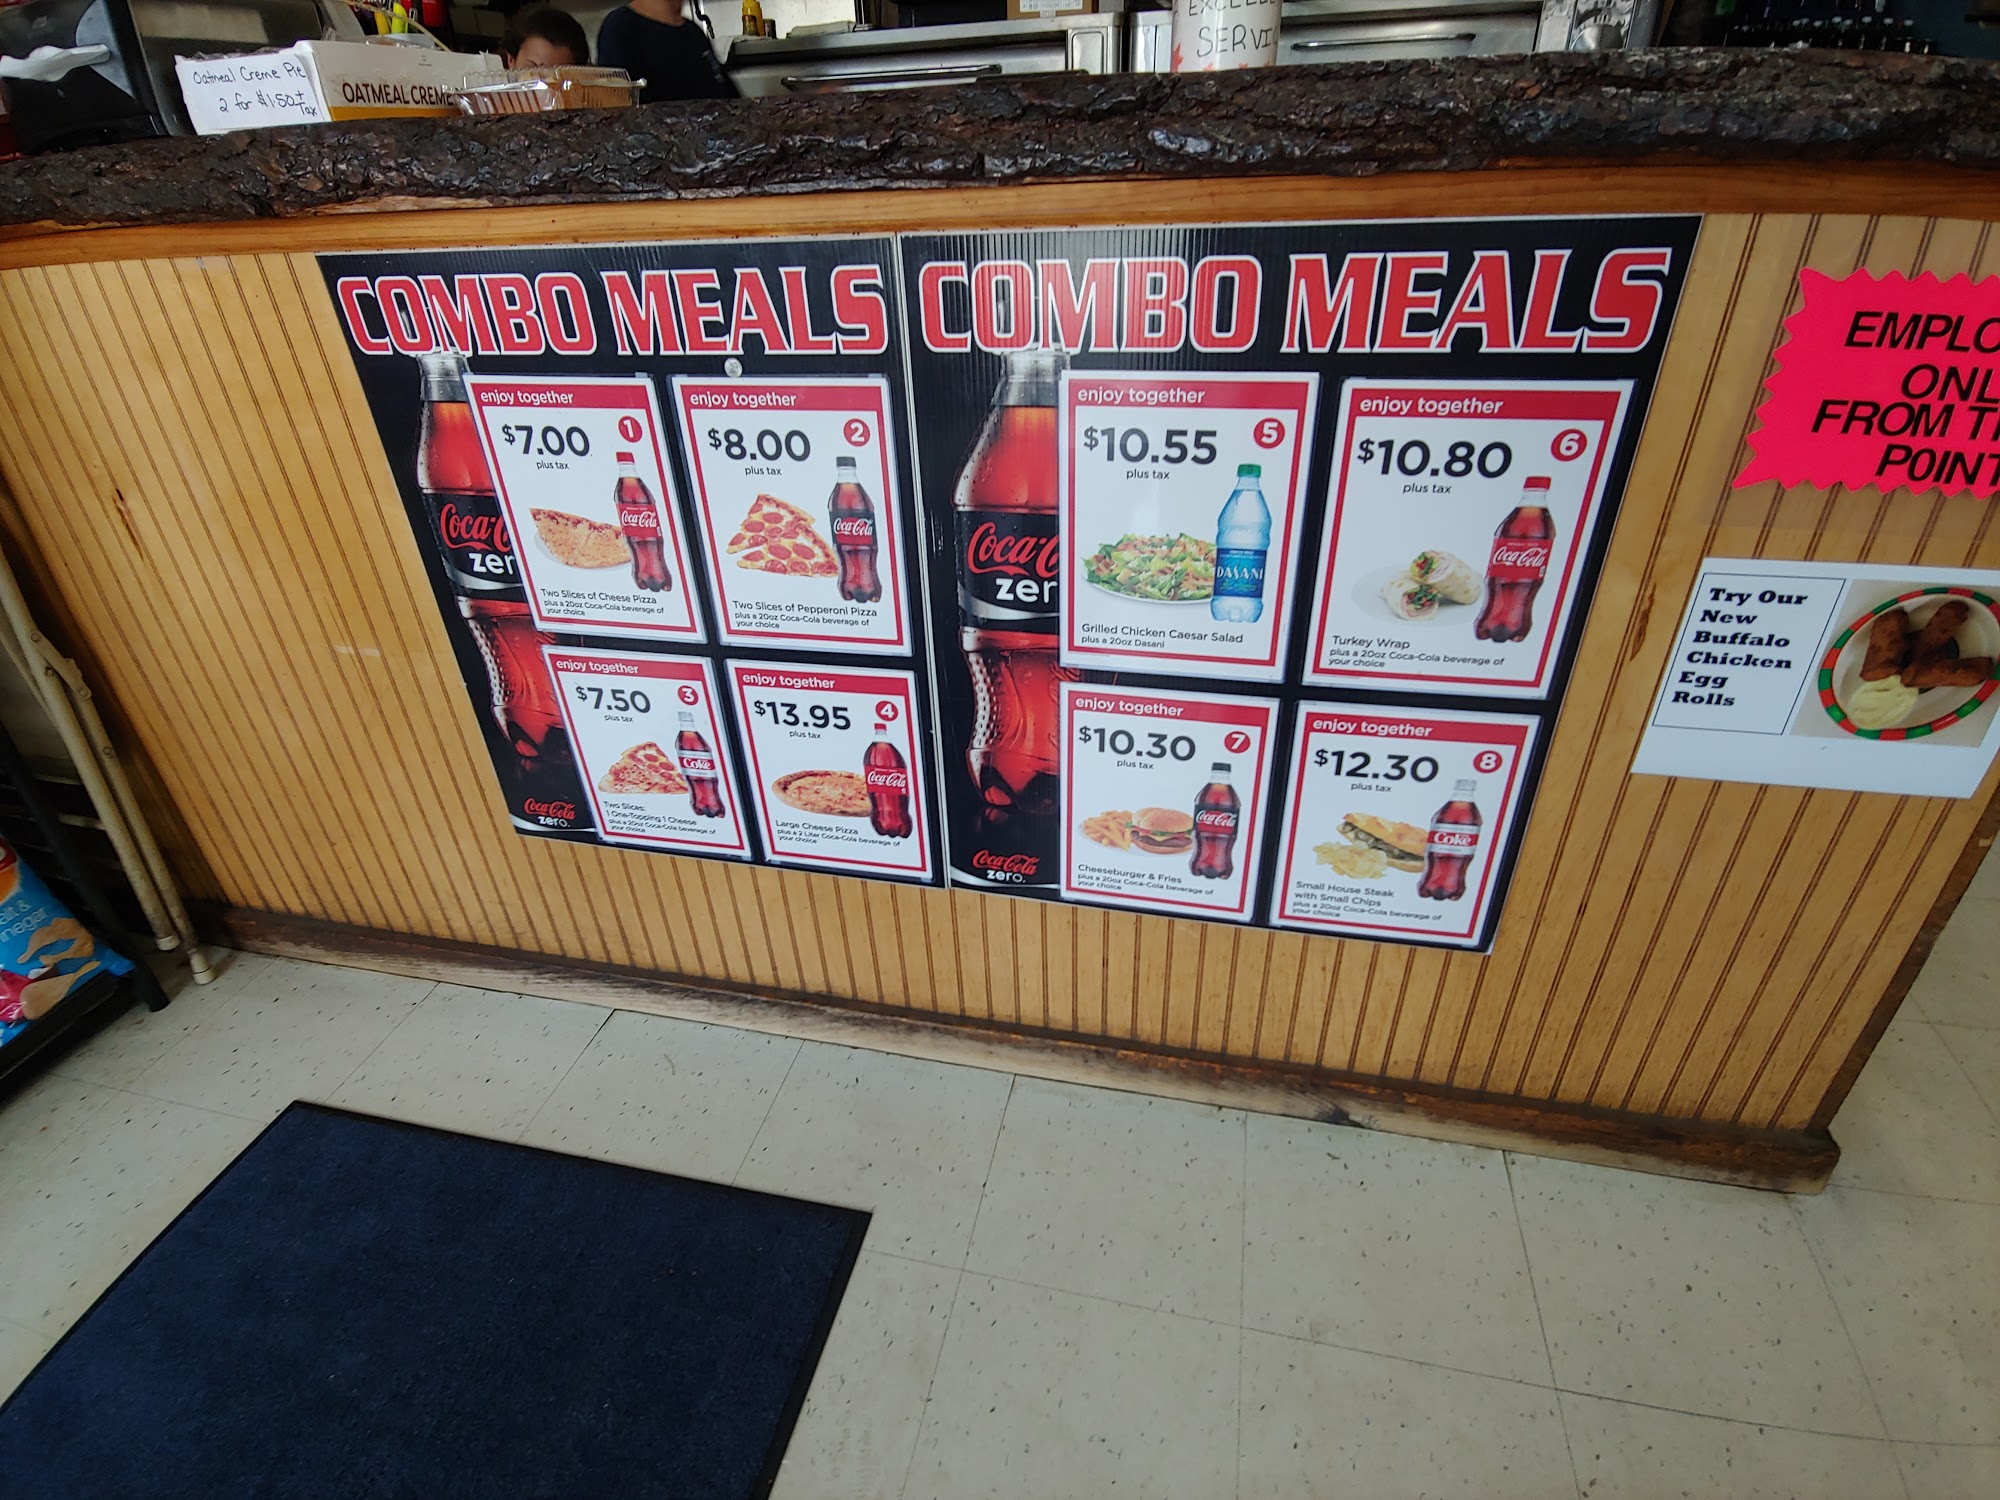 Oatmeal Creme Pie
2 for $1.50 + Tax
OATMEAL CREME
SERVI
COMBO MEALS
Coca-Cola
zero
enjoy together
$7.00
plus tax
1
Coca-Cola
Two Slices of Cheese Pizza
plus a 20oz Coca-Cola beverage of
your choice
enjoy together
$8.00
plus tax
2
Coca-Cola
Two Slices of Pepperoni Pizza
plus a 20oz Coca-Cola beverage of
your choice
enjoy together
$7.50
plus tax
3
Coke
Two Slices:
1 One-Topping 1 Cheese
plus a 20oz Coca-Cola beverage of
your choice
enjoy together
$13.95
plus tax
4
Coca-Cola
Large Cheese Pizza
plus a 2 Liter Coca-Cola beverage of
your choice
Coca-Cola
zero.
COMBO MEALS
Coca-C
zer
enjoy together
$10.55
plus tax
5
DASANI
Grilled Chicken Caesar Salad
plus a 20oz Dasani
enjoy together
$10.80
plus tax
6
Coca-Cola
Turkey Wrap
plus a 20oz Coca-Cola beverage of
your choice
enjoy together
$10.30
plus tax
7
Coca-Cola
Cheeseburger & Fries
plus a 20oz Coca-Cola beverage of
your choice
enjoy together
$12.30
plus tax
8
Coke
Small House Steak
with Small Chips
plus a 20oz Coca-Cola beverage of
your choice
Coca-Cola
zero.
EMPLO
ONL
FROM T
POINT
Try Our
New
Buffalo
Chicken
Egg
Rolls